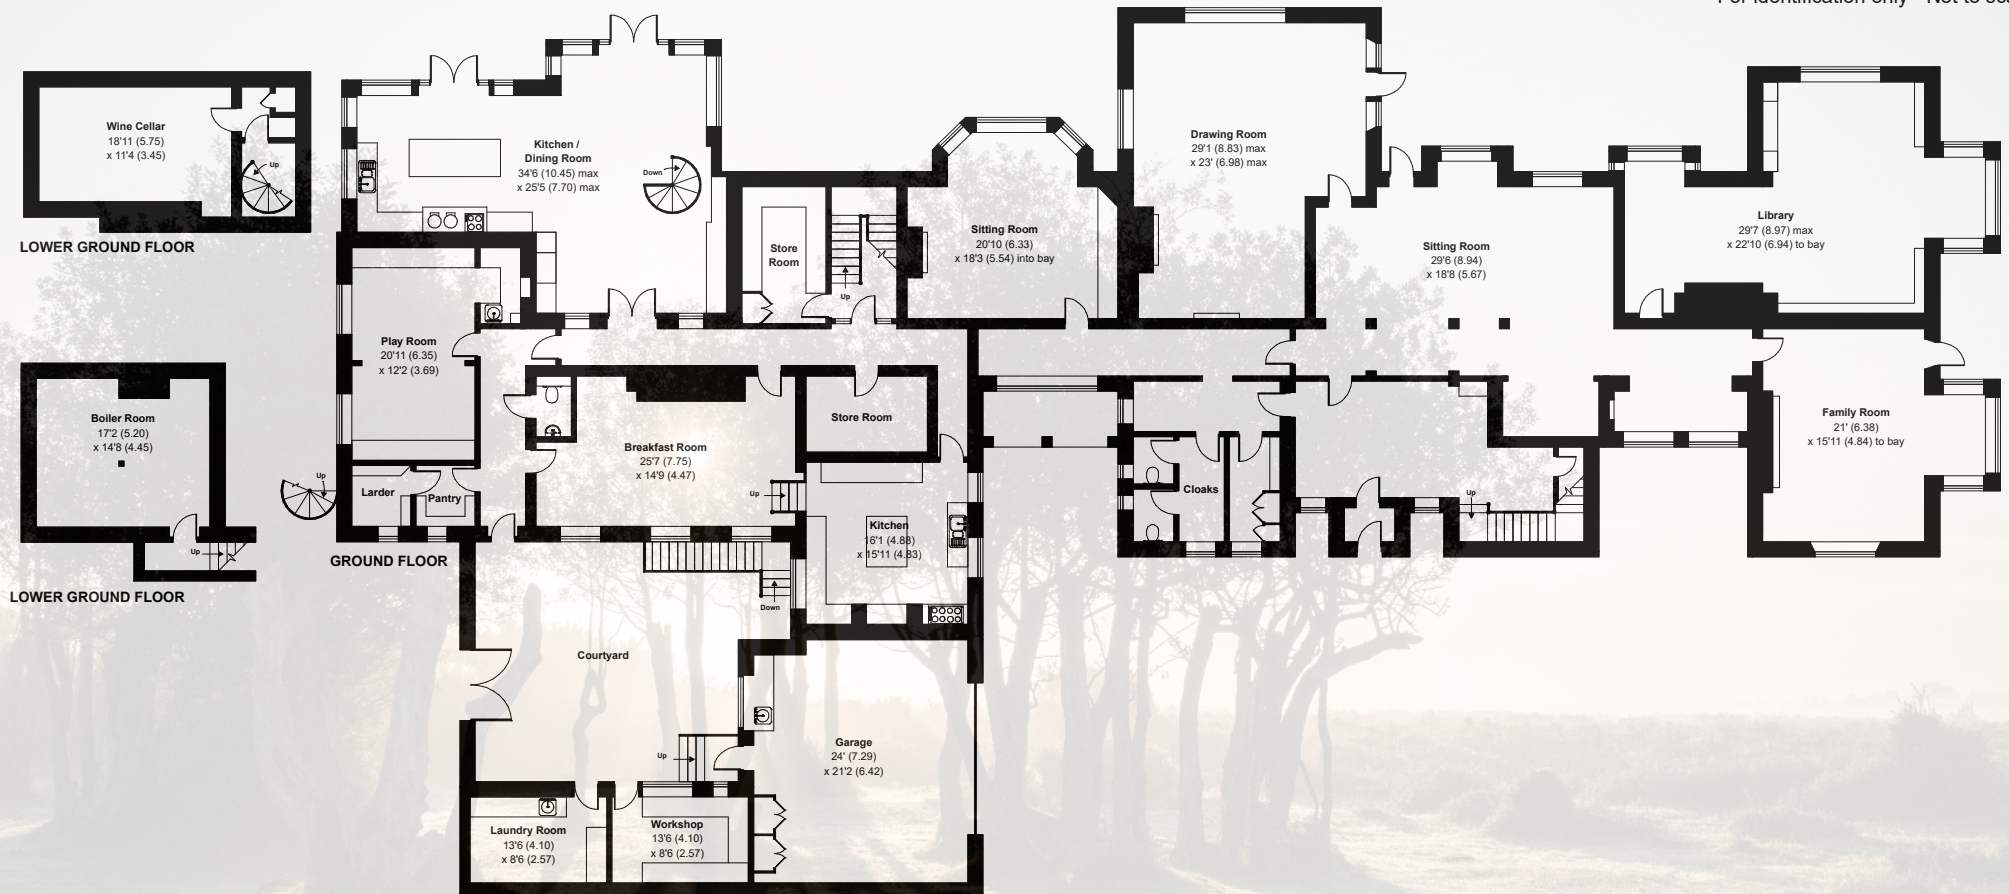 For identification only - Not to
Wine Cellar
18'11 (5.75)
x 11'4 (3.45)
Up
LOWER GROUND FLOOR
Kitchen /
Dining Room
34'6 (10.45) max
x 25'5 (7.70) max
Down
Store
Room
Up
Sitting Room
20'10 (6.33)
x 18'3 (5.54) into bay
Drawing Room
29'1 (8.83) max
x 23' (6.98) max
Sitting Room
29'6 (8.94)
x 18'8 (5.67)
Library
29'7 (8.97) max
x 22'10 (6.94) to bay
Play Room
20'11 (6.35)
x 12'2 (3.69)
Boiler Room
17'2 (5.20)
x 14'8 (4.45)
Up
LOWER GROUND FLOOR
Up
Larder
Pantry
GROUND FLOOR
Breakfast Room
25'7 (7.75)
x 14'9 (4.47)
Up
Store Room
Kitchen
16'1 (4.88)
x 15'11 (4.83)
Cloaks
Up
Family Room
21' (6.38)
x 15'11 (4.84) to bay
Down
Courtyard
Up
Garage
24' (7.29)
x 21'2 (6.42)
Laundry Room
13'6 (4.10)
x 8'6 (2.57)
Workshop
13'6 (4.10)
x 8'6 (2.57)